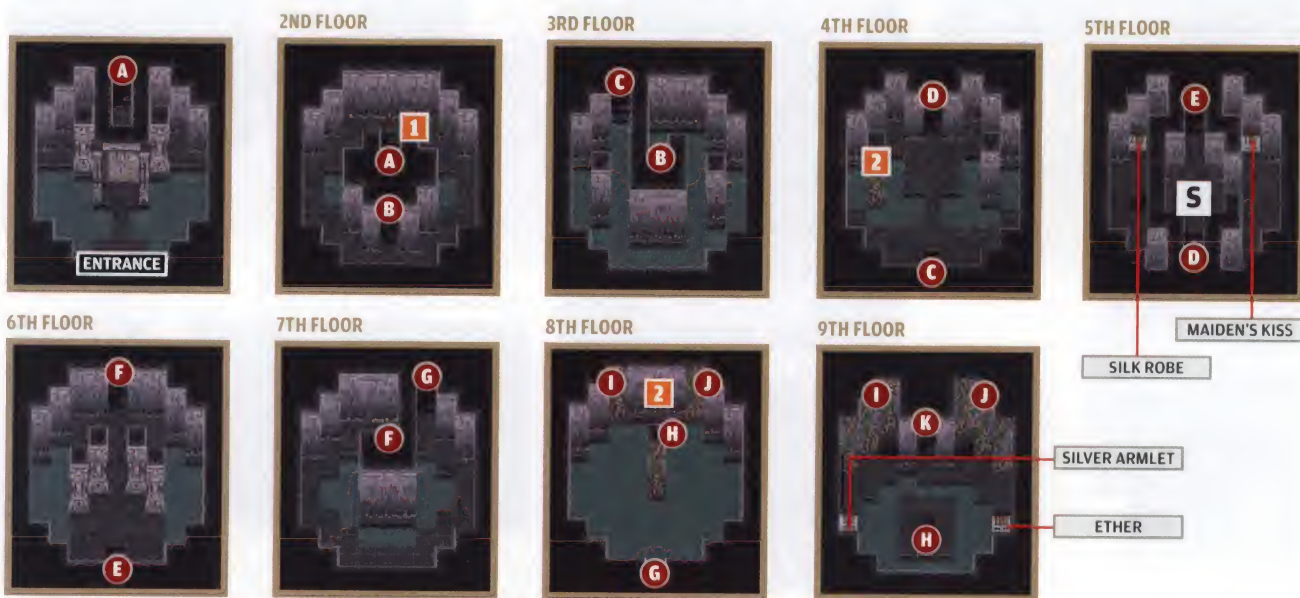 2ND FLOOR
3RD FLOOR
4TH FLOOR
5TH FLOOR
A
ENTRANCE
1
A
B
C
B
D
2
C
E
S
D
MAIDEN'S KISS
SILK ROBE
6TH FLOOR
7TH FLOOR
8TH FLOOR
9TH FLOOR
F
E
G
F
I
2
J
H
G
I
J
K
H
SILVER ARMLET
ETHER